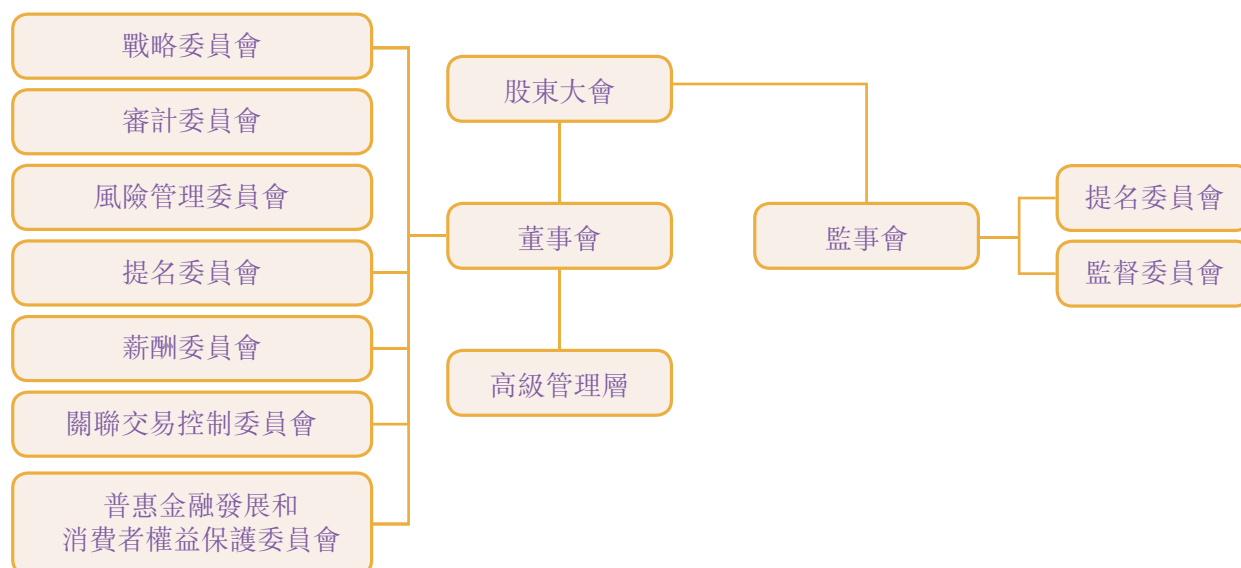 戰略委員會
審計委員會
風險管理委員會
提名委員會
薪酬委員會
關聯交易控制委員會
普惠金融發展和
消費者權益保護委員會
股東大會
董事會
高級管理層
監事會
提名委員會
監督委員會